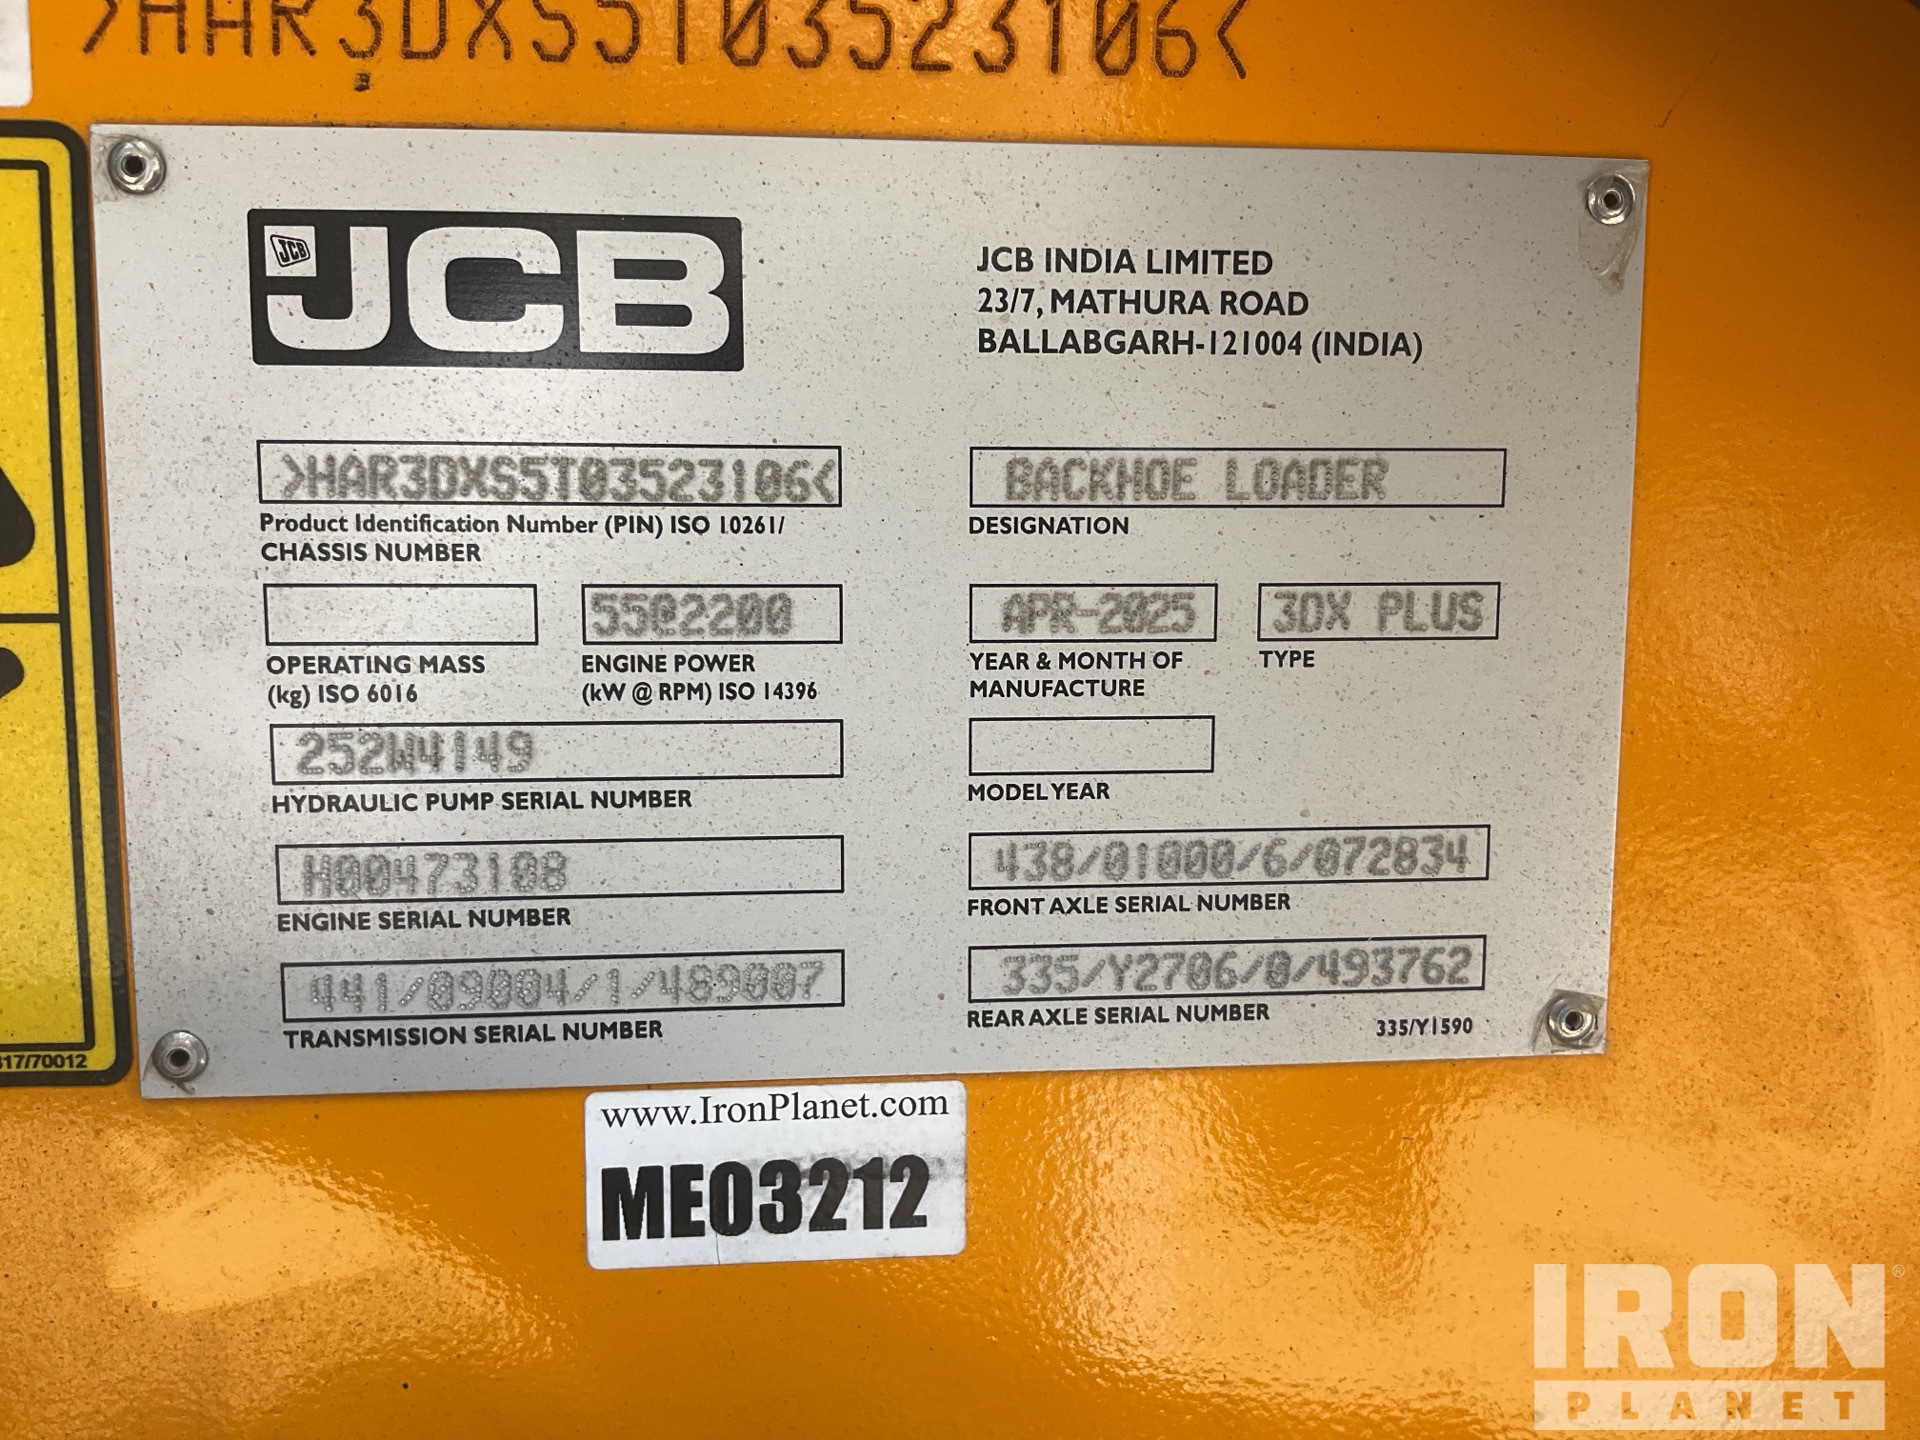 >HAR3DXS5T03523106<
JCB
JCB
JCB INDIA LIMITED
23/7, MATHURA ROAD
BALLABGARH-121004 (INDIA)
>HAR3DXS5T03523106<
Product Identification Number (PIN) ISO 10261/
CHASSIS NUMBER
BACKHOE LOADER
DESIGNATION
OPERATING MASS
(kg) ISO 6016
55@2200
ENGINE POWER
(kW @ RPM) ISO 14396
APR-2025
YEAR & MONTH OF
MANUFACTURE
3DX PLUS
TYPE
252W4149
HYDRAULIC PUMP SERIAL NUMBER
MODEL YEAR
H00473108
ENGINE SERIAL NUMBER
438/01000/6/072834
FRONT AXLE SERIAL NUMBER
441/09004/1/489007
TRANSMISSION SERIAL NUMBER
335/Y2706/0/493762
REAR AXLE SERIAL NUMBER
335/Y1590
317/70012
www.IronPlanet.com
ME03212
IRON®
PLANET